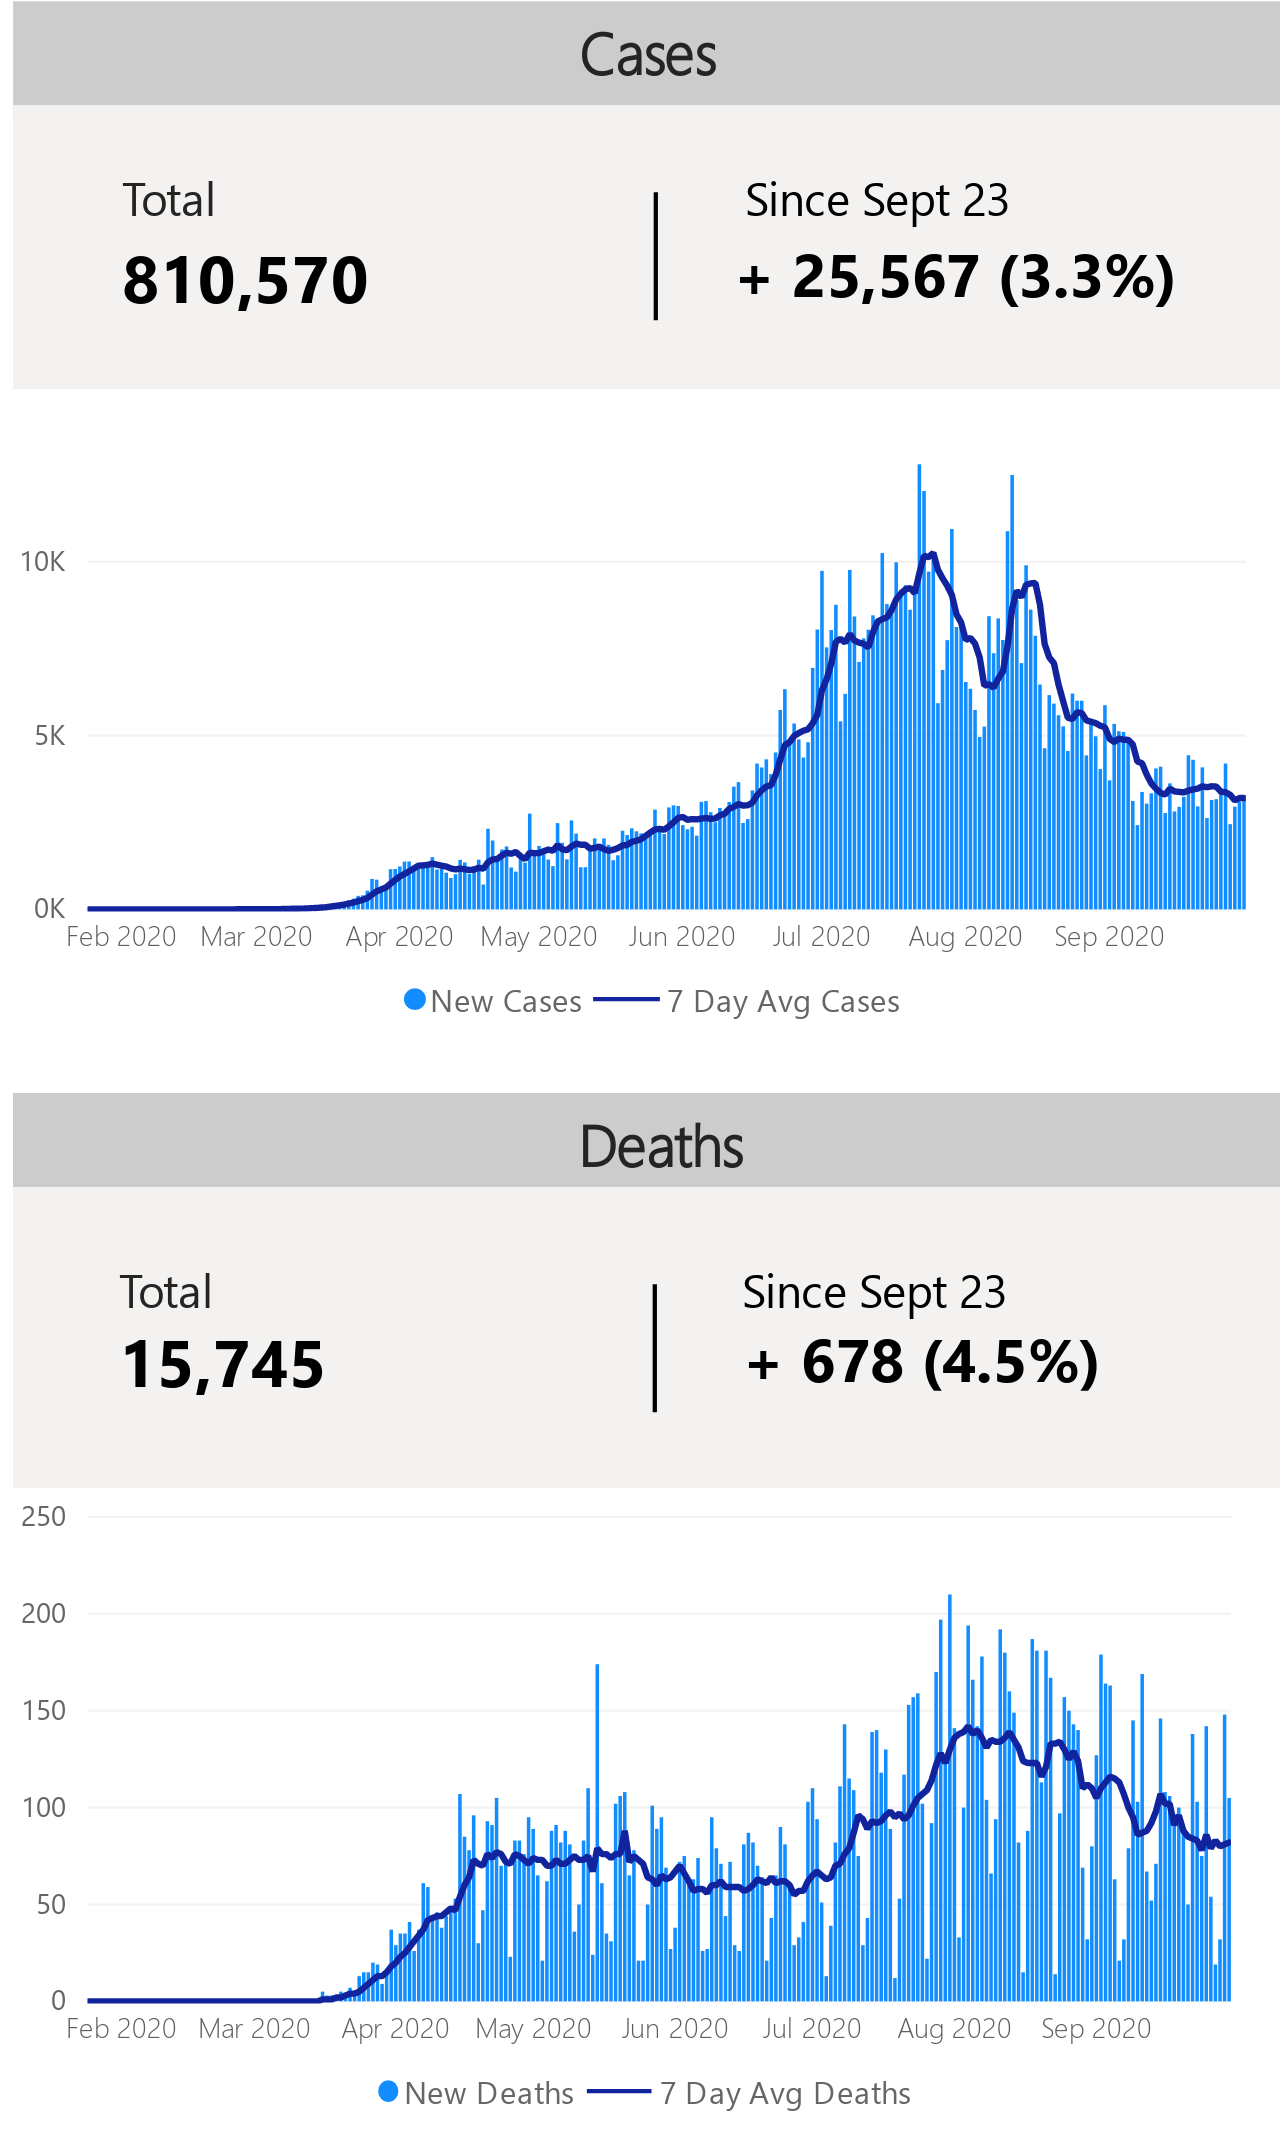 Cases
Total
Since Sept 23
810,570
+ 25,567 (3.3%)
10K
5K
0K
Feb 2020 Mar 2020 Apr 2020 May 2020 Jun 2020 Jul 2020 Aug 2020 Sep 2020
New Cases 7 Day Avg Cases
Deaths
Total
Since Sept 23
15,745
+ 678 (4.5%)
250
200
150
100
50
0
Feb 2020 Mar 2020 Apr 2020 May 2020 Jun 2020 Jul 2020 Aug 2020 Sep 2020
New Deaths 7 Day Avg Deaths